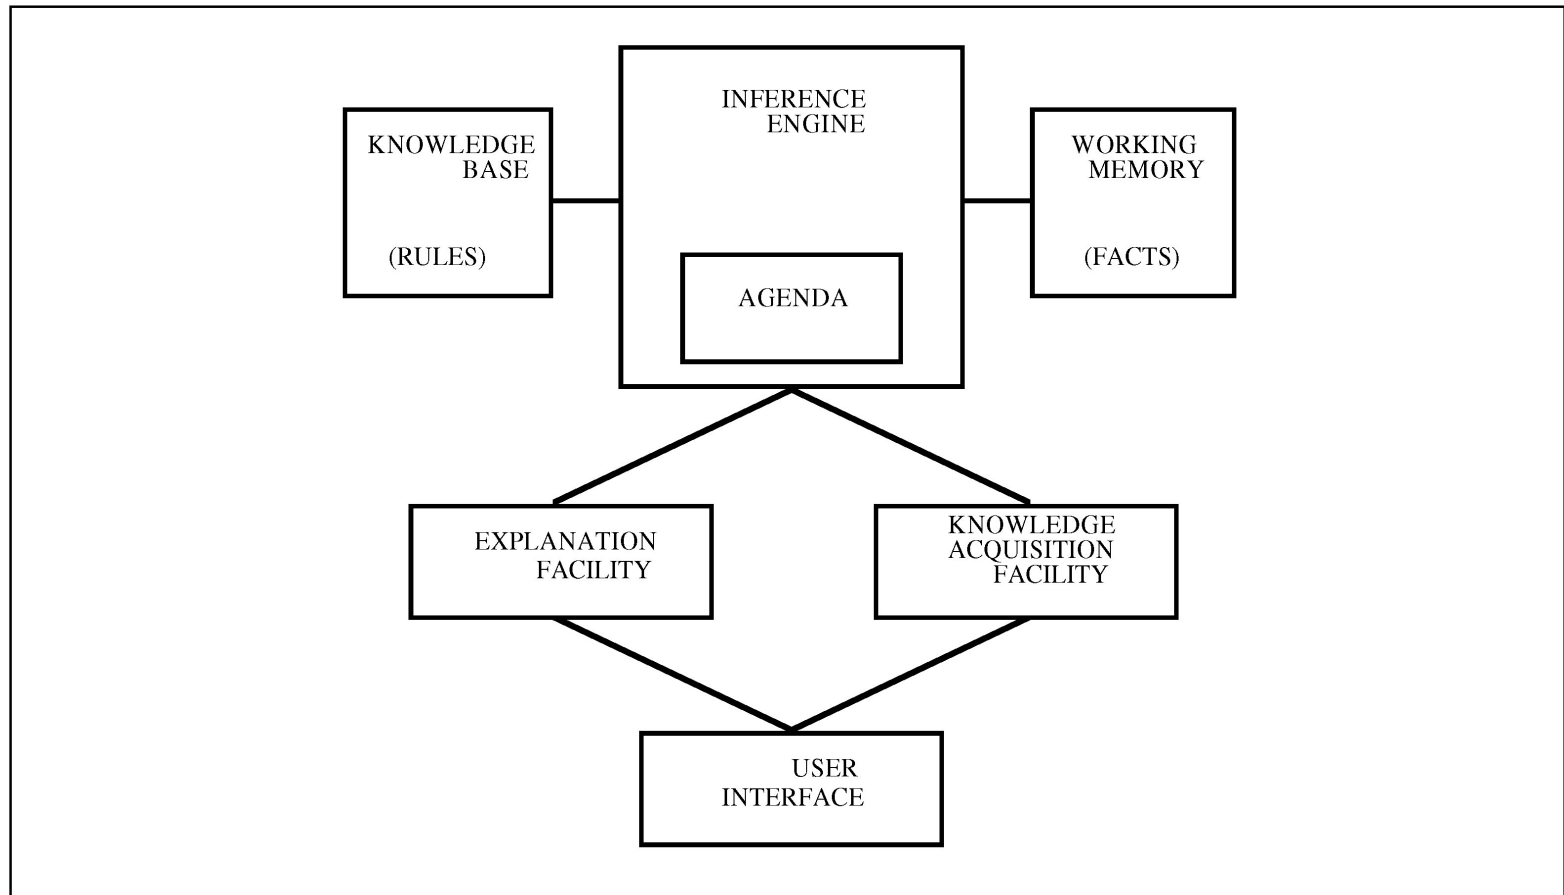 INFERENCE
ENGINE
KNOWLEDGE
BASE
(RULES)
WORKING
MEMORY
(FACTS)
AGENDA
EXPLANATION
FACILITY
KNOWLEDGE
ACQUISITION
FACILITY
USER
INTERFACE